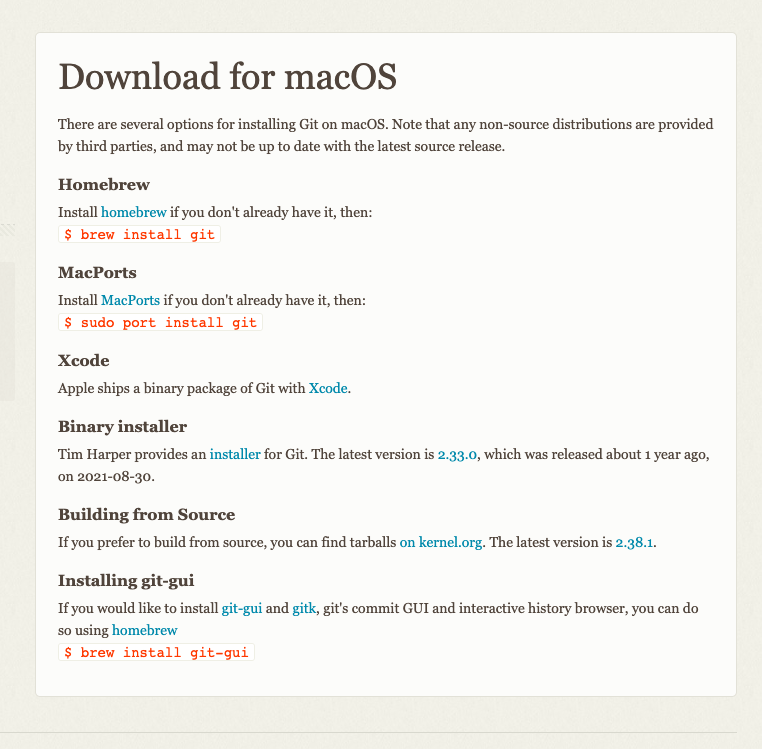 Download for macOS
There are several options for installing Git on macOS. Note that any non-source distributions are provided
by third parties, and may not be up to date with the latest source release.
Homebrew
Install homebrew if you don't already have it, then:
$ brew install git
MacPorts
Install MacPorts if you don't already have it, then:
$ sudo port install git
Xcode
Apple ships a binary package of Git with Xcode.
Binary installer
Tim Harper provides an installer for Git. The latest version is 2.33.0, which was released about 1 year ago,
on 2021-08-30.
Building from Source
If you prefer to build from source, you can find tarballs on kernel.org. The latest version is 2.38.1.
Installing git-gui
If you would like to install git-gui and gitk, git's commit GUI and interactive history browser, you can do
so using homebrew
$ brew install git-gui